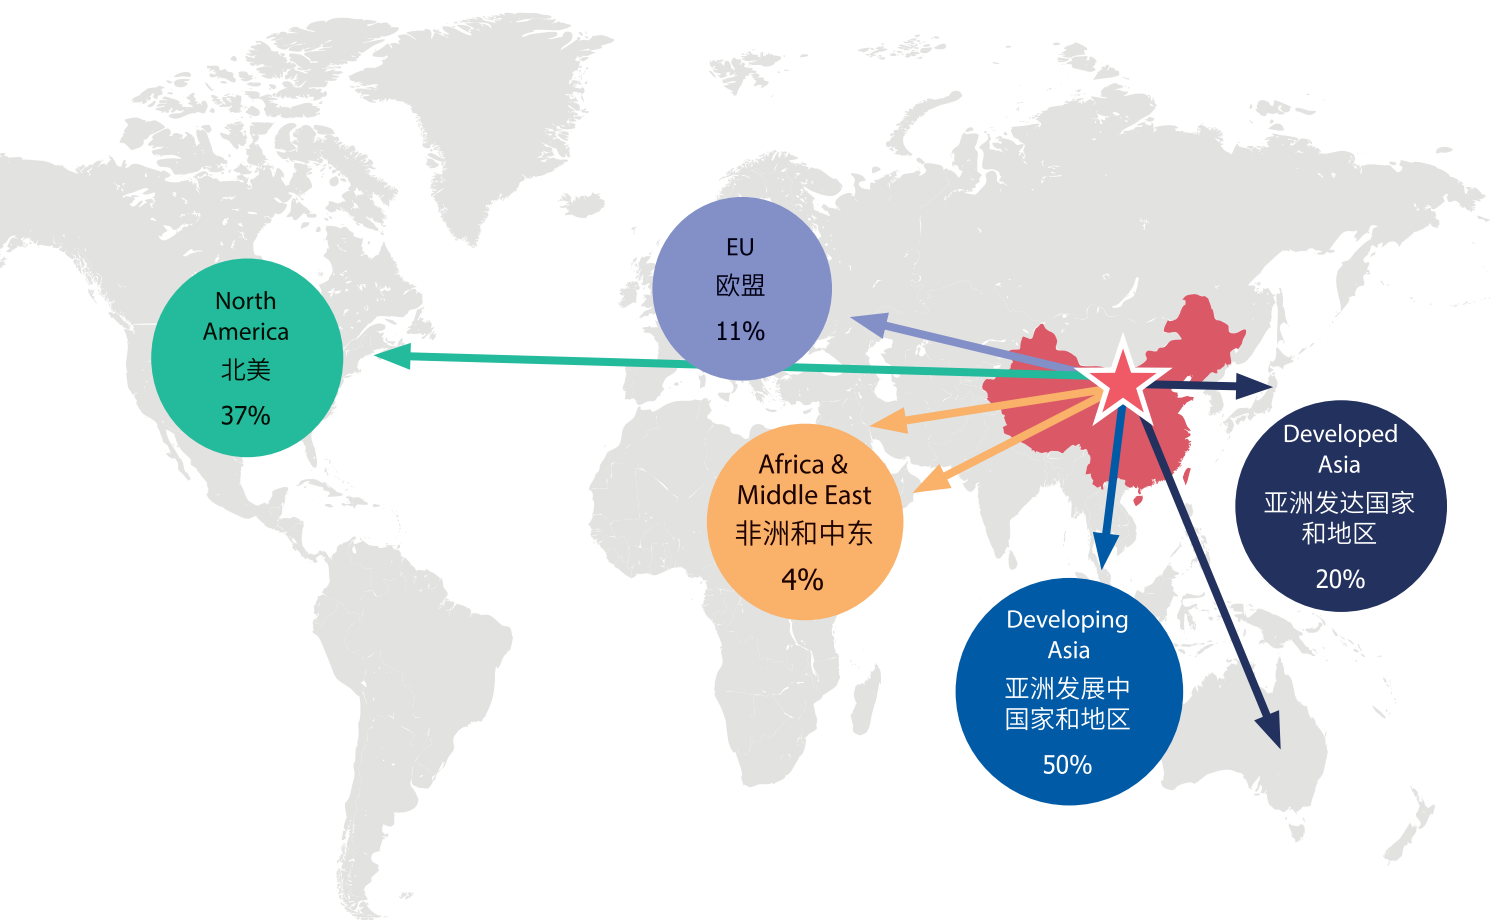 EU
欧盟
11%
North
America
北美
37%
Developed
Asia
亚洲发达国家
和地区
20%
Africa &
Middle East
非洲和中东
4%
Developing
Asia
亚洲发展中
国家和地区
50%